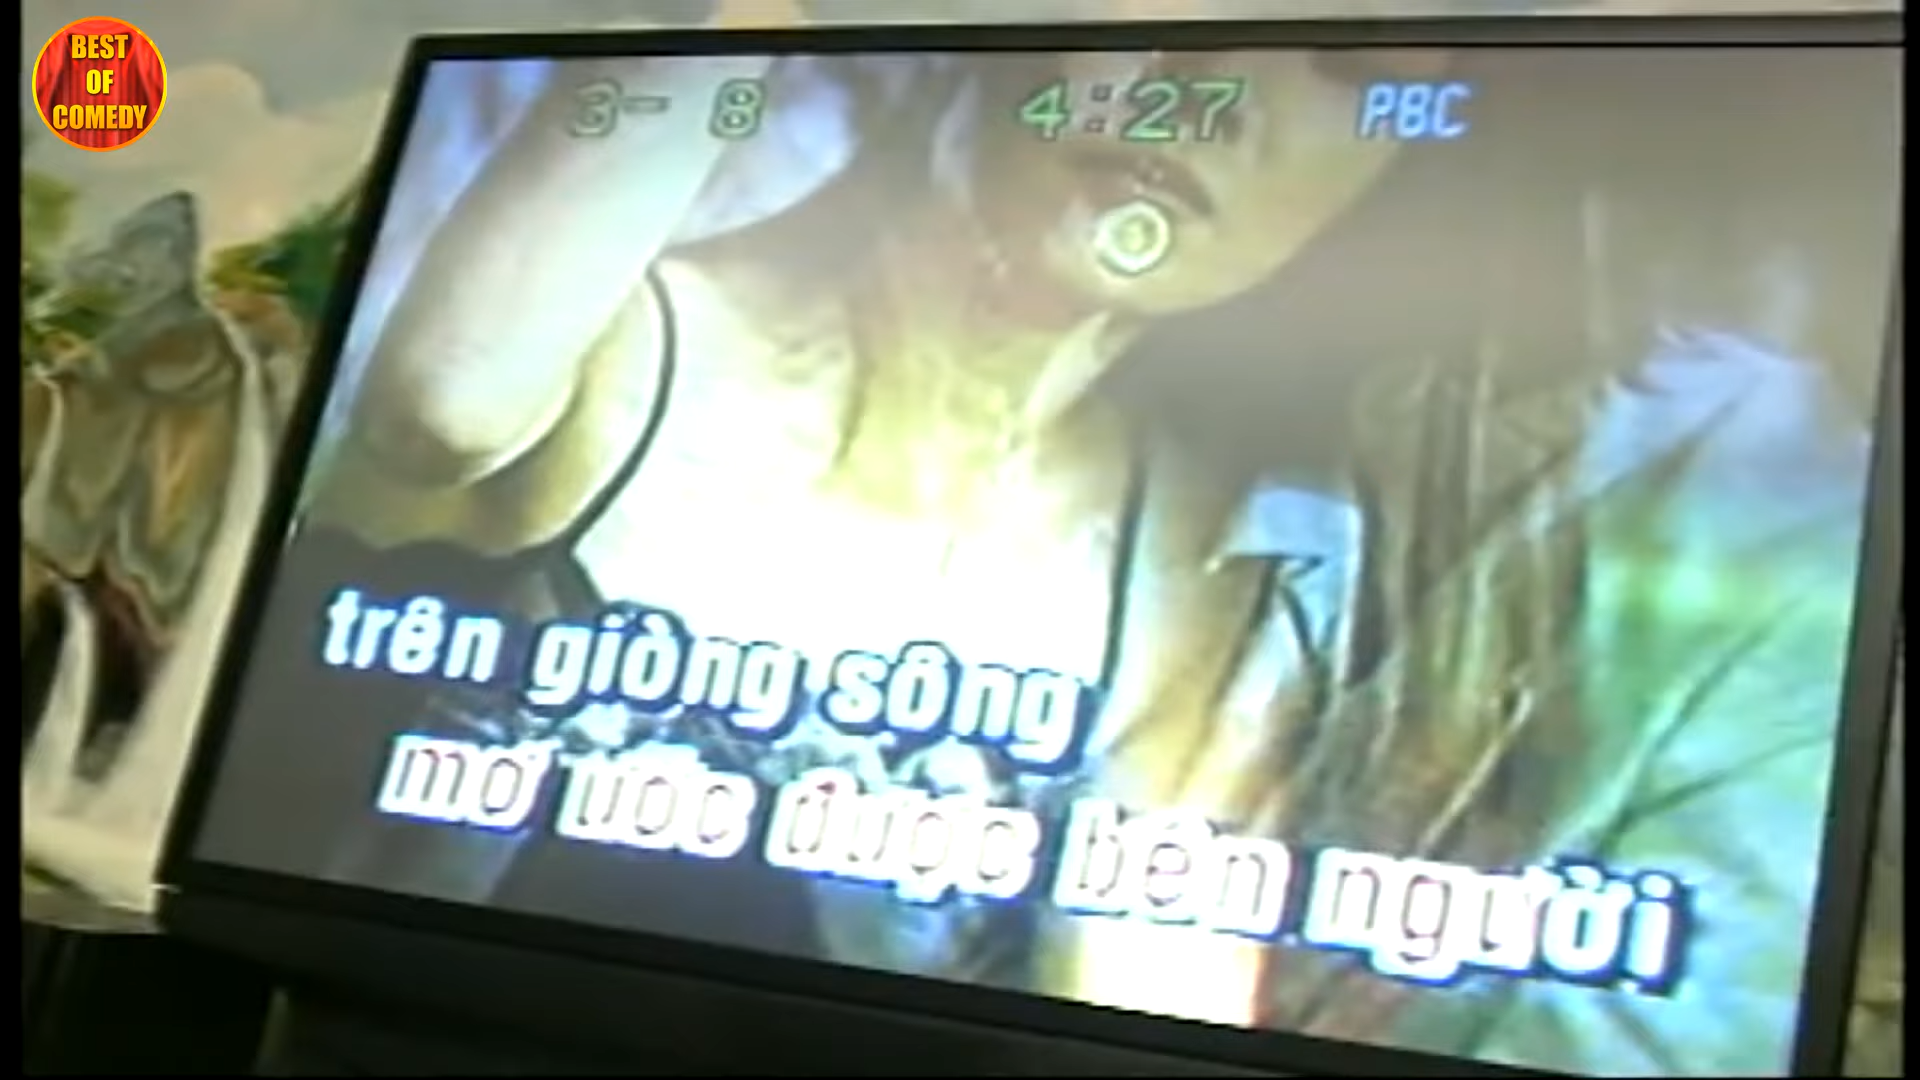 BEST
OF
COMEDY
3- 8 4:27 PBC
trên giòng sông
mơ ước được bên người